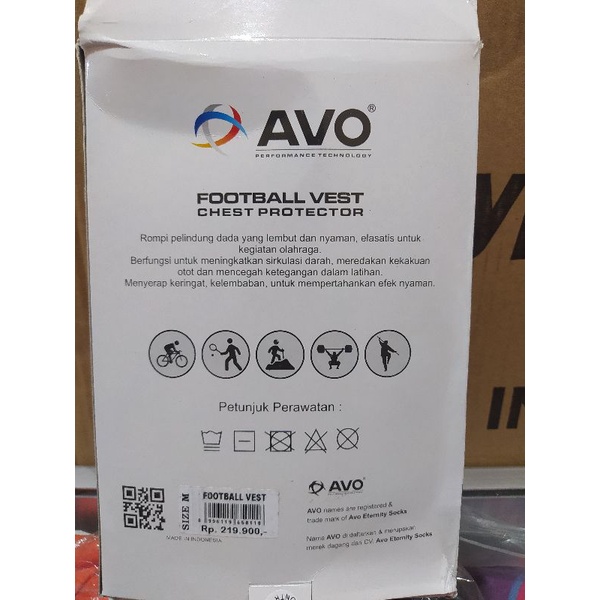 AVO®
PERFORMANCE TECHNOLOGY
FOOTBALL VEST
CHEST PROTECTOR
Rompi pelindung dada yang lembut dan nyaman, efasatis untuk
kegiatan olahraga.
Berfungsi untuk meningkatkan sirkulasi darah, meredakan kekakuan
otot dan mencegah ketegangan dalam latihan.
Menyerap keringat, kelembaban, untuk mempertahankan efek nyaman.
Petunjuk Perawatan :
SIZE M
FOOTBALL VEST
Rp. 219.900,-
MADE IN INDONESIA
AVO
AVO names are registered &
trade mars of Avo Eternity Socks
Nama AVO di daftarkan & merupakan
merek dagang dari CV. Avo Eternity Socks
IN